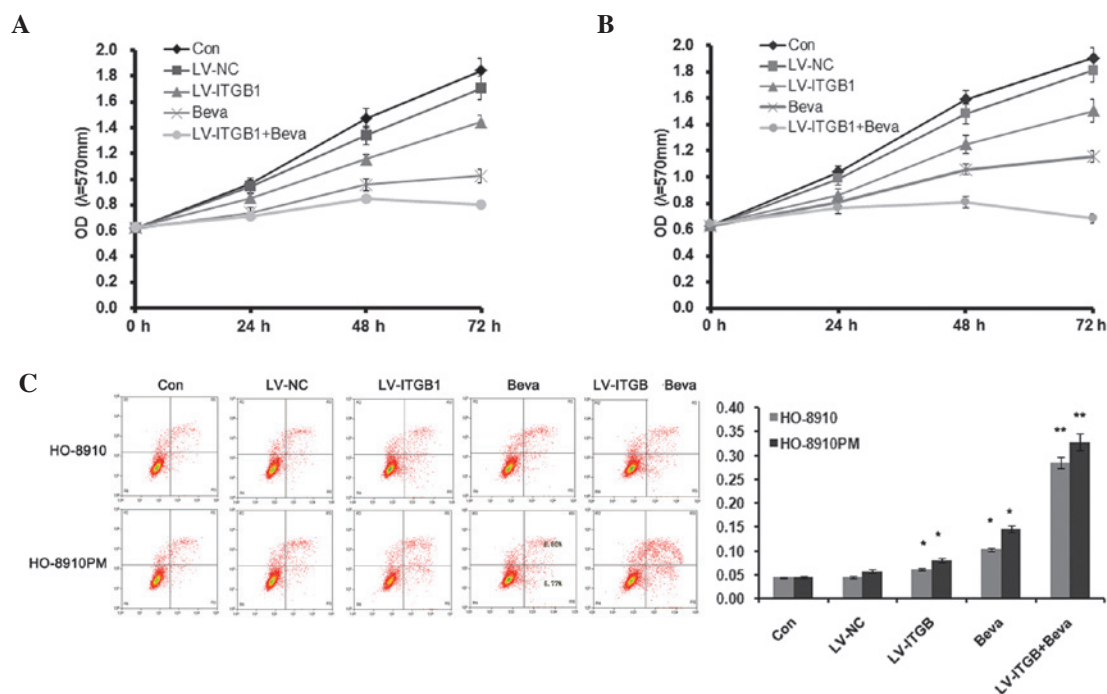 A
2.0
1.8
1.6
1.4
1.2
1.0
0.8
0.6
0.4
0.2
0.0
OD (λ=570mm)
Con
LV-NC
LV-ITGB1
Beva
LV-ITGB1+Beva
0 h
24 h
48 h
72 h
B
2.0
1.8
1.6
1.4
1.2
1.0
0.8
0.6
0.4
0.2
0.0
OD (λ=570mm)
Con
LV-NC
LV-ITGB1
Beva
LV-ITGB1+Beva
0 h
24 h
48 h
72 h
C
Con LV-NC LV-ITGB1 Beva LV-ITGB Beva
HO-8910
HO-8910PM
0.40
0.35
0.30
0.25
0.20
0.15
0.10
0.05
0.00
HO-8910
HO-8910PM
* *
* *
** **
Con
LV-NC
LV-ITGB
Beva
LV-ITGB+Beva